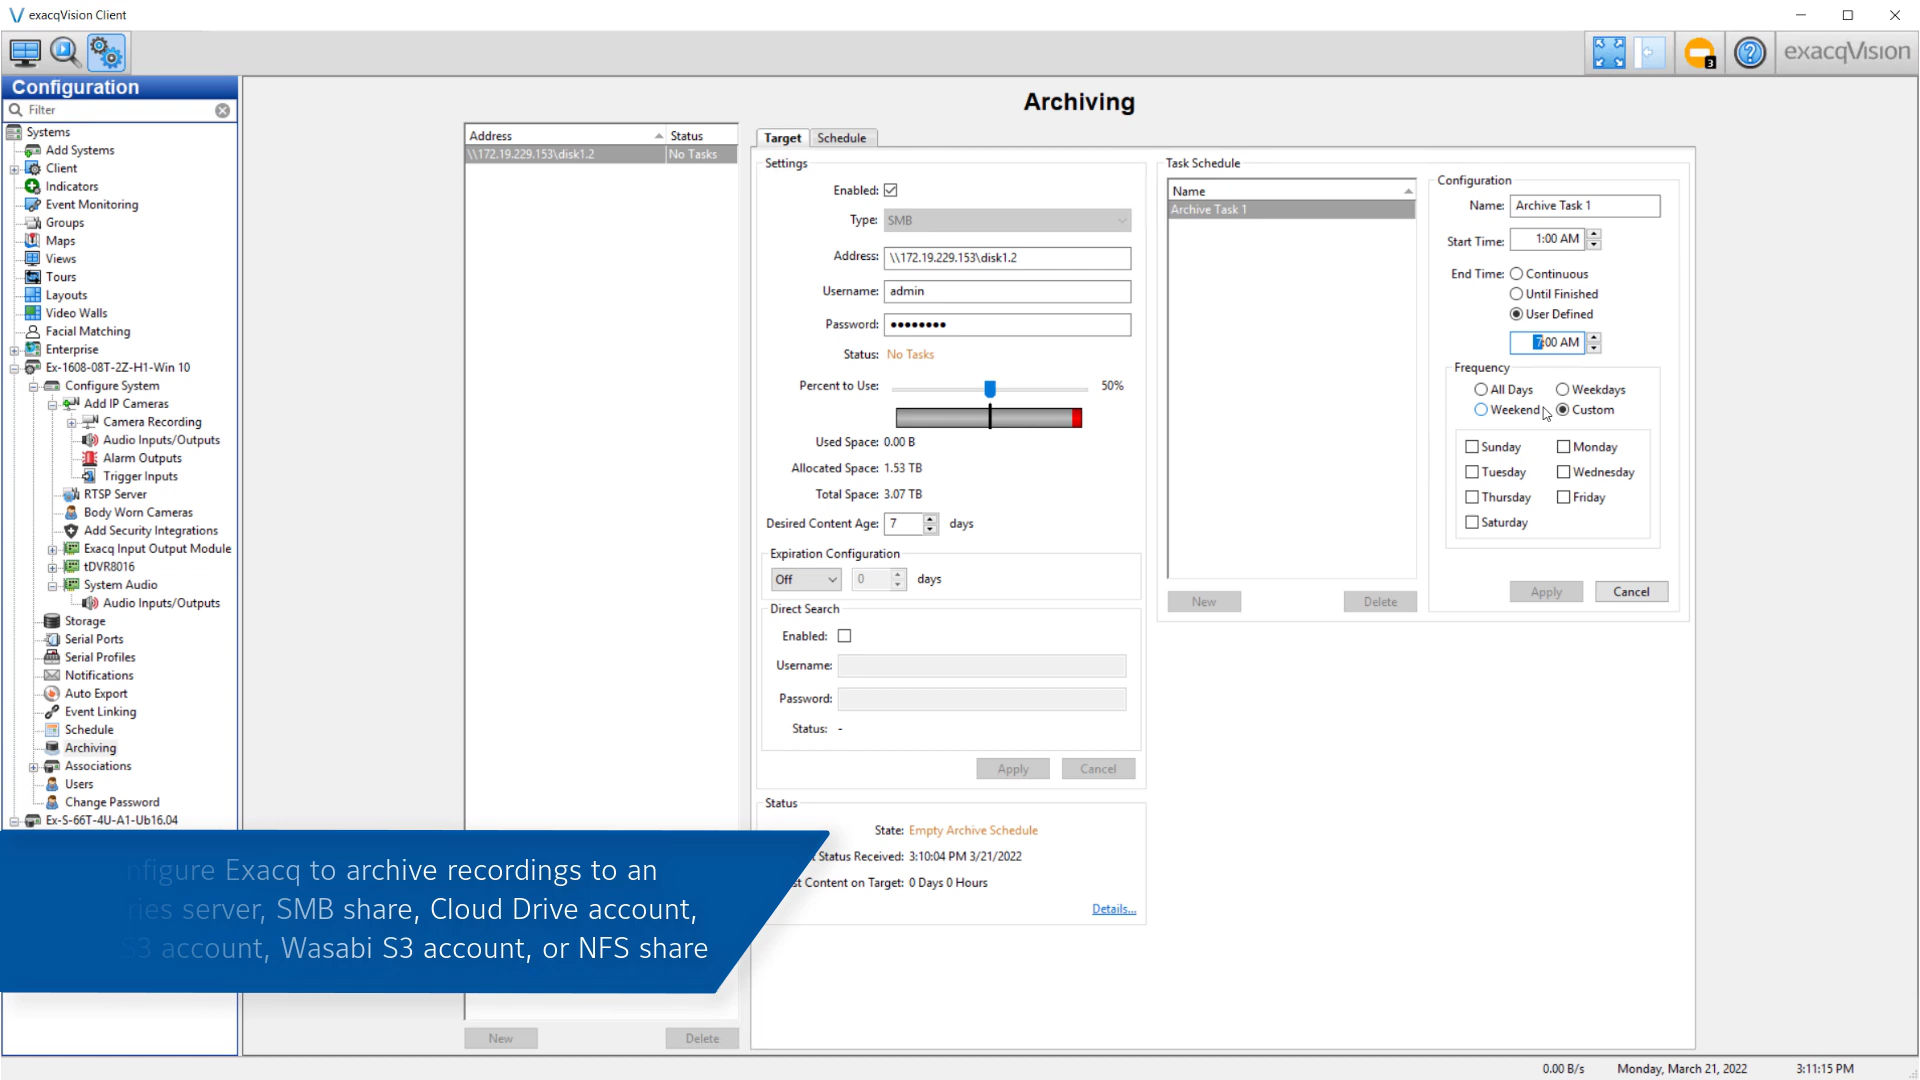 exacqVision Client
exacqVision
3
Configuration
Filter
Systems
Add Systems
Client
Indicators
Event Monitoring
Groups
Maps
Views
Tours
Layouts
Video Walls
Facial Matching
Enterprise
Ex-1608-08T-2Z-H1-Win 10
Configure System
Add IP Cameras
Camera Recording
Audio Inputs/Outputs
Alarm Outputs
Trigger Inputs
RTSP Server
Body Worn Cameras
Add Security Integrations
Exacq Input Output Module
tDVR8016
System Audio
Audio Inputs/Outputs
Storage
Serial Ports
Serial Profiles
Notifications
Auto Export
Event Linking
Schedule
Archiving
Associations
Users
Change Password
Ex-S-66T-4U-A1-Ub16.04
Archiving
Address Status
\\172.19.229.153\disk1.2 No Tasks
New Delete
Target Schedule
Settings
Enabled:
Type: SMB
Address: \\172.19.229.153\disk1.2
Username: admin
Password: ●●●●●●●●
Status: No Tasks
Percent to Use: 50%
Used Space: 0.00 B
Allocated Space: 1.53 TB
Total Space: 3.07 TB
Desired Content Age: 7 days
Expiration Configuration
Off 0 days
Direct Search
Enabled:
Username:
Password:
Status: -
Apply Cancel
Status
State: Empty Archive Schedule
Status Received: 3:10:04 PM 3/21/2022
Content on Target: 0 Days 0 Hours
Details...
Task Schedule
Name
Archive Task 1
New Delete
Configuration
Name: Archive Task 1
Start Time: 1:00 AM
End Time: Continuous
Until Finished
User Defined
7:00 AM
Frequency
All Days Weekdays
Weekend Custom
Sunday Monday
Tuesday Wednesday
Thursday Friday
Saturday
Apply Cancel
nfigure Exacq to archive recordings to an
ries server, SMB share, Cloud Drive account,
S3 account, Wasabi S3 account, or NFS share
0.00 B/s Monday, March 21, 2022 3:11:15 PM